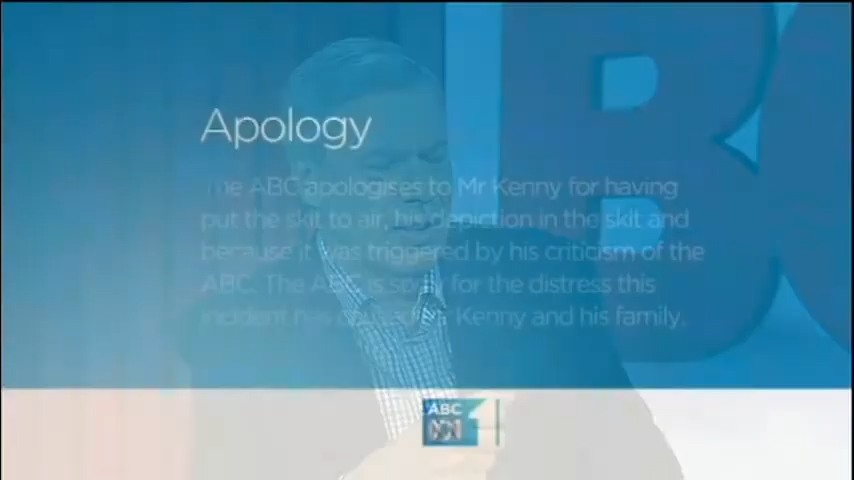 Apology
The ABC apologises to Mr Kenny for having
put the skit to air, his depiction in the skit and
because it was triggered by his criticism of the
ABC. The ABC is sorry for the distress this
incident has caused Mr Kenny and his family.
ABC
1